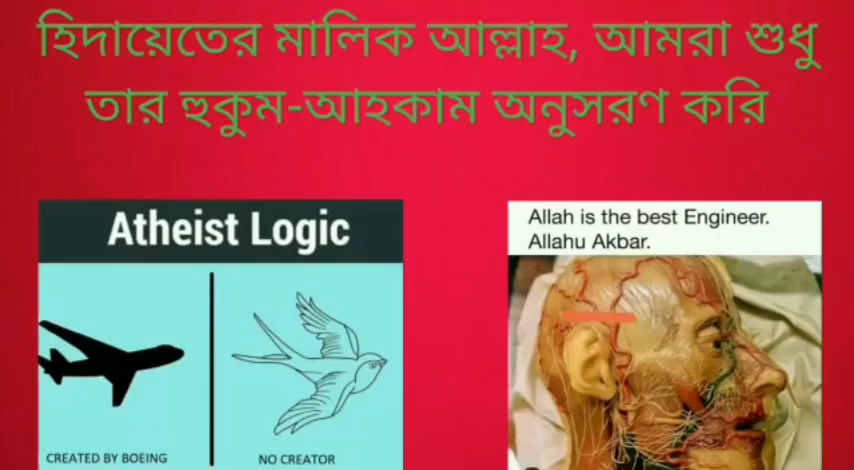 হিদায়েতের মালিক আল্লাহ, আমরা শুধু
তার হুকুম-আহকাম অনুসরণ করি
Atheist Logic
CREATED BY BOEING
NO CREATOR
Allah is the best Engineer.
Allahu Akbar.